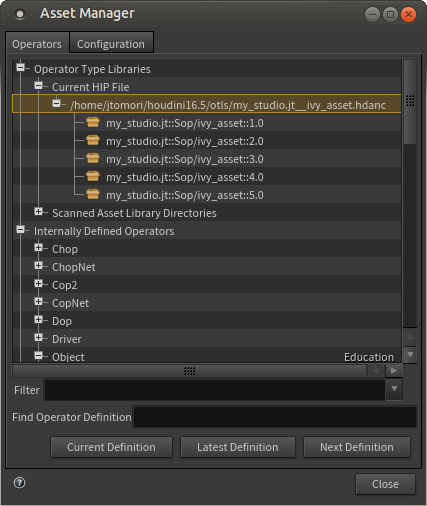 Asset Manager
Operators
Configuration
Operator Type Libraries
Current HIP File
/home/jtomori/houdini16.5/otls/my_studio.jt__ivy_asset.hdanc
my_studio.jt::Sop/ivy_asset::1.0
my_studio.jt::Sop/ivy_asset::2.0
my_studio.jt::Sop/ivy_asset::3.0
my_studio.jt::Sop/ivy_asset::4.0
my_studio.jt::Sop/ivy_asset::5.0
Scanned Asset Library Directories
Internally Defined Operators
Chop
ChopNet
Cop2
CopNet
Dop
Driver
Object Education
Filter
Find Operator Definition
Current Definition
Latest Definition
Next Definition
Close